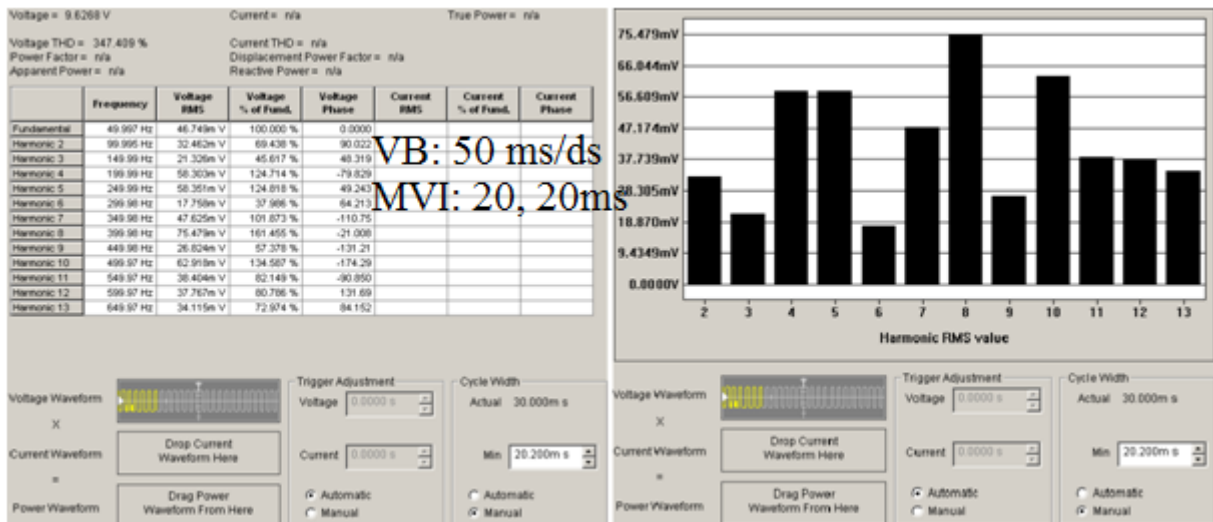 Voltage = 9.6268 V Current = n/a True Power = n/a
Voltage THD = 347.409 % Current THD = n/a
Power Factor = n/a Displacement Power Factor = n/a
Apparent Power = n/a Reactive Power = n/a
Frequency Voltage RMS Voltage % of Fund. Voltage Phase Current RMS Current % of Fund. Current Phase
Fundamental 49.997 Hz 46.749m V 100.000 % 0.0000
Harmonic 2 99.995 Hz 32.462m V 69.438 % 90.022
Harmonic 3 149.99 Hz 21.326m V 45.617 % 48.319
Harmonic 4 199.99 Hz 58.303m V 124.714 % -79.829
Harmonic 5 249.99 Hz 58.351m V 124.818 % 49.243
Harmonic 6 299.98 Hz 17.758m V 37.986 % 64.213
Harmonic 7 349.98 Hz 47.625m V 101.873 % -110.75
Harmonic 8 399.98 Hz 75.479m V 161.455 % -21.008
Harmonic 9 449.98 Hz 26.824m V 57.378 % -131.21
Harmonic 10 499.97 Hz 62.918m V 134.587 % -174.29
Harmonic 11 549.97 Hz 38.404m V 82.149 % -90.850
Harmonic 12 599.97 Hz 37.767m V 80.786 % 131.69
Harmonic 13 649.97 Hz 34.115m V 72.974 % 84.152
VB: 50 ms/ds
MVI: 20, 20ms
Voltage Waveform
X
Current Waveform
=
Power Waveform
Drop Current
Waveform Here
Drag Power
Waveform From Here
Trigger Adjustment
Voltage 0.0000 s
Current 0.0000 s
Automatic
Manual
Cycle Width
Actual 30.000m s
Min 20.200m s
Automatic
Manual
75.479mV
66.044mV
56.609mV
47.174mV
37.739mV
28.305mV
18.870mV
9.4349mV
0.0000V
2 3 4 5 6 7 8 9 10 11 12 13
Harmonic RMS value
Voltage Waveform
X
Current Waveform
=
Power Waveform
Drop Current
Waveform Here
Drag Power
Waveform From Here
Trigger Adjustment
Voltage 0.0000 s
Current 0.0000 s
Automatic
Manual
Cycle Width
Actual 30.000m s
Min 20.200m s
Automatic
Manual